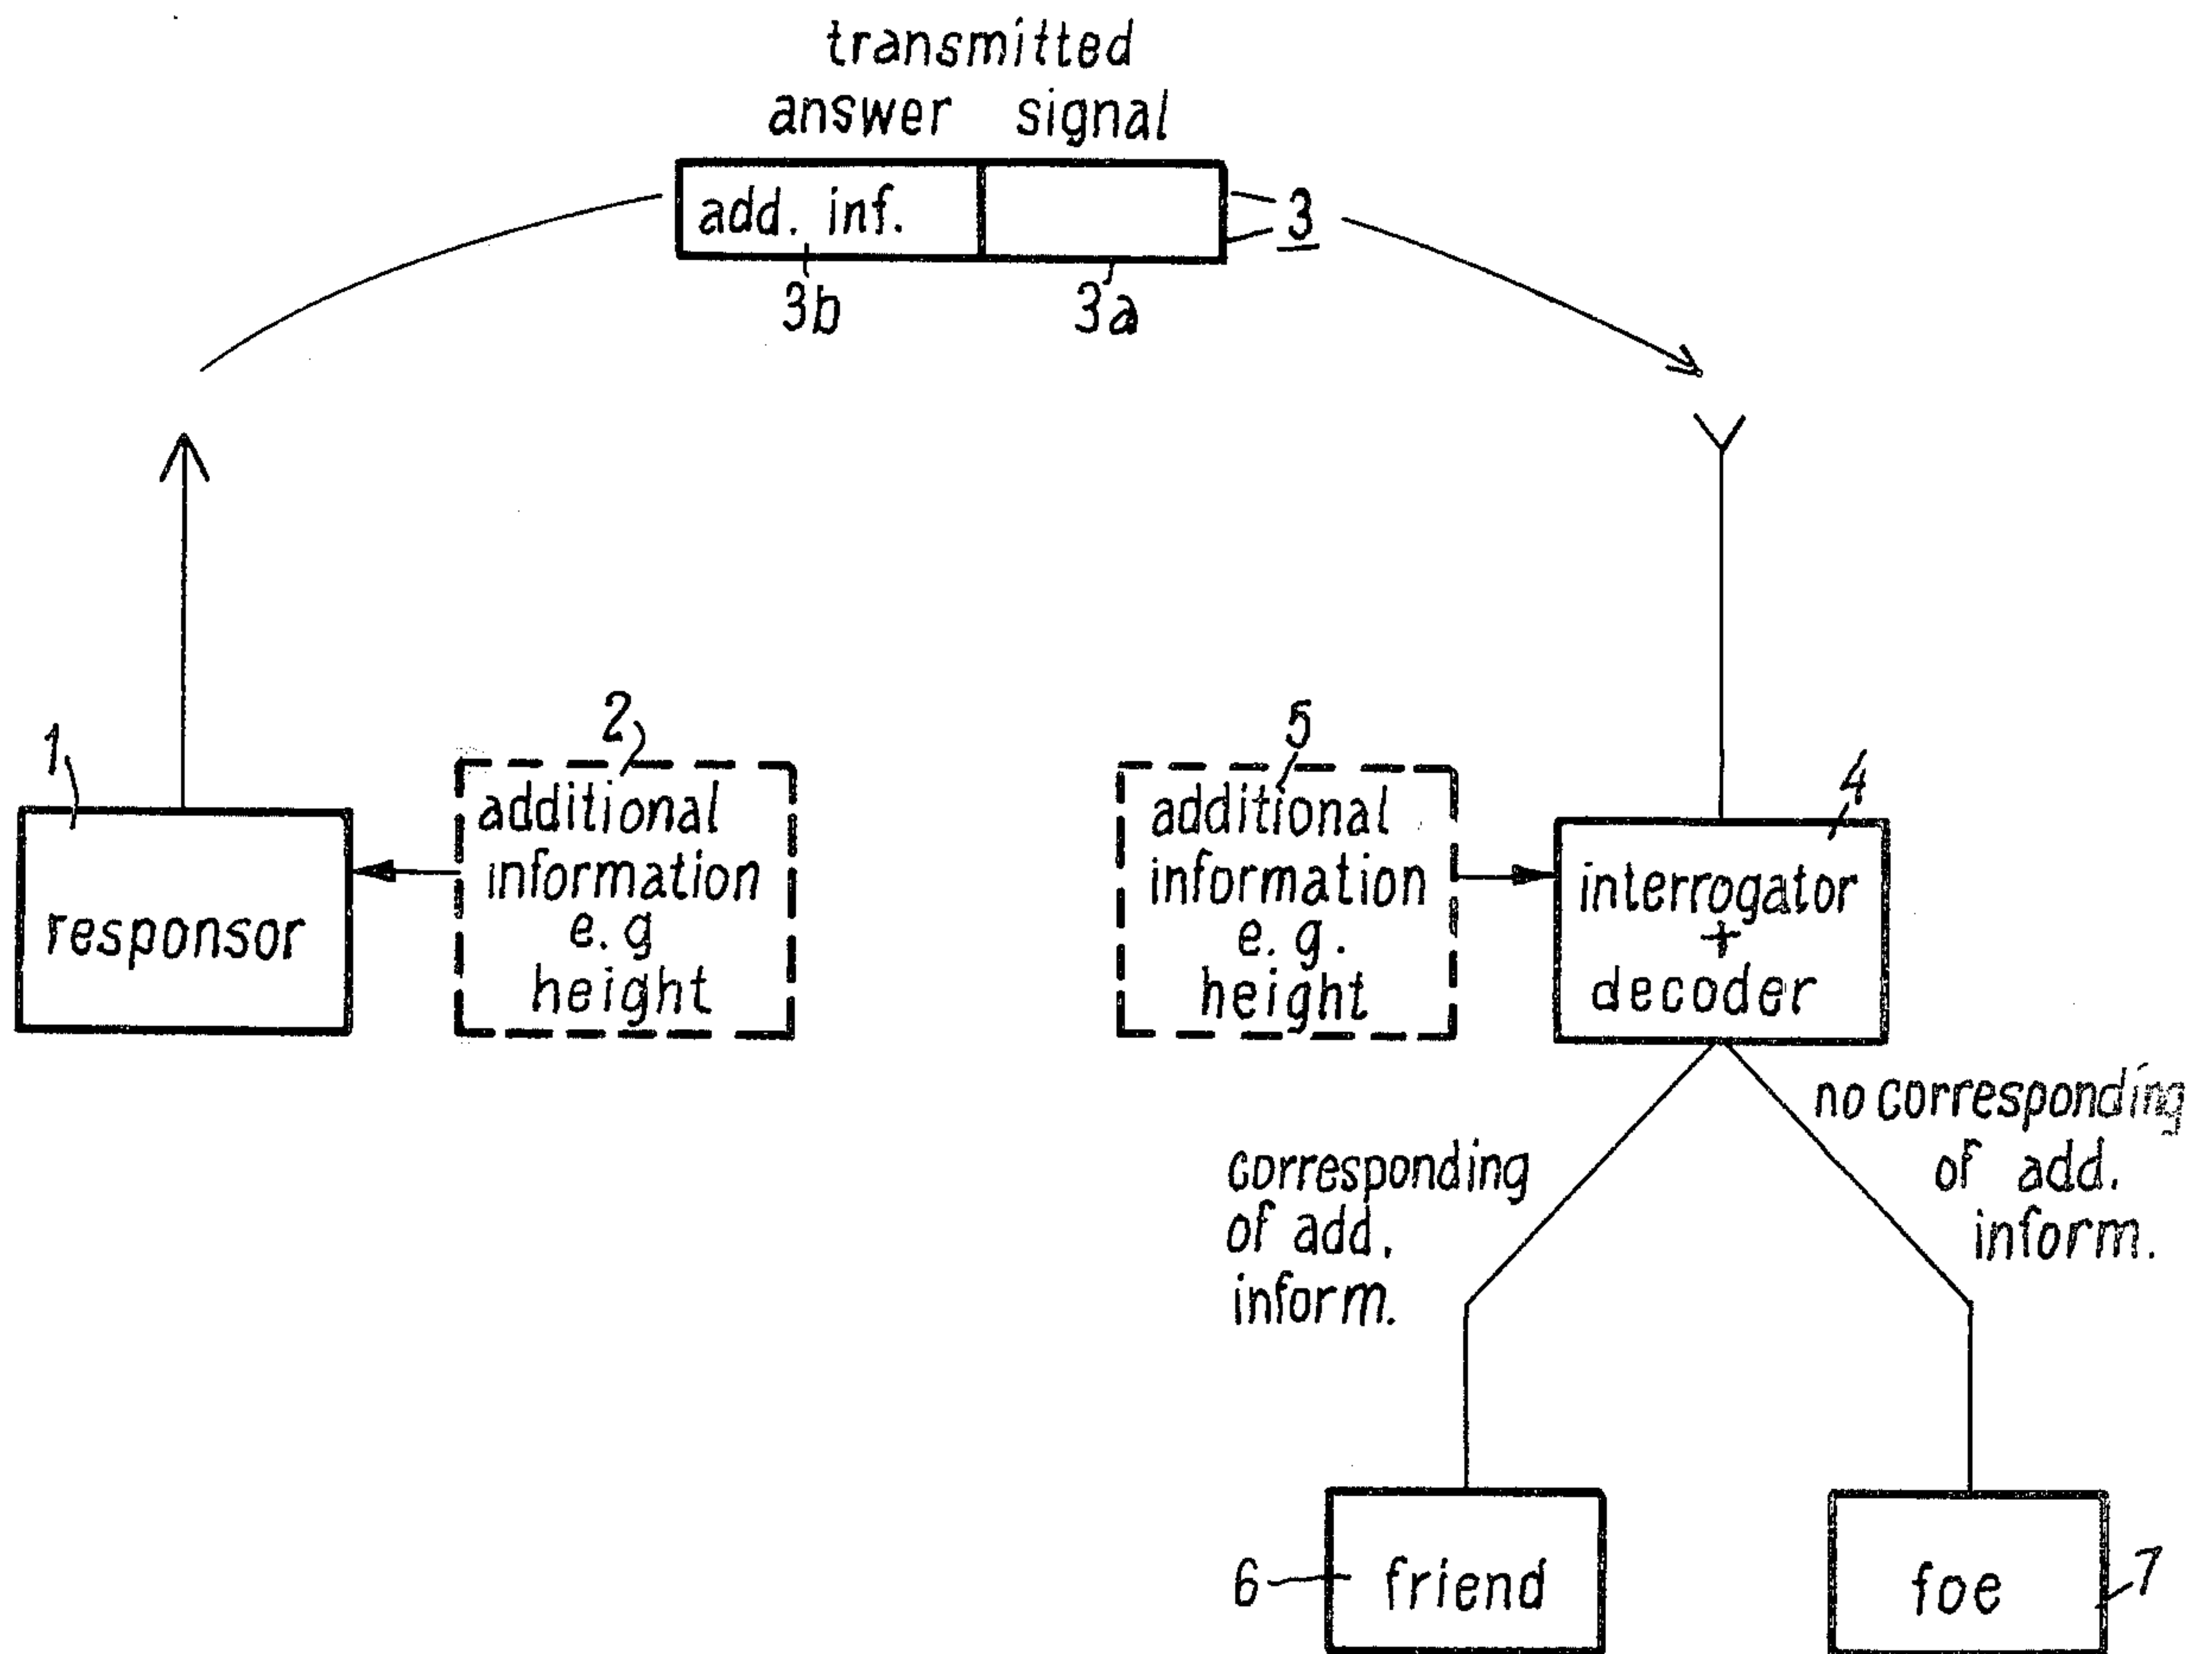 transmitted
answer signal
add. inf.
3
3b
3a
1
2
additional
information
e.g
height
responsor
5
additional
information
e.g.
height
4
interrogator
+
decoder
corresponding
of add.
inform.
no corresponding
of add.
inform.
6
friend
foe
7